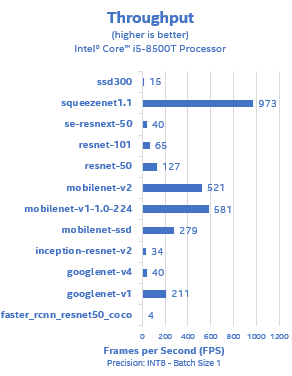 Throughput
(higher is better)
Intel® Core™ i5-8500T Processor
ssd300 15
squeezenet1.1 973
se-resnext-50 40
resnet-101 65
resnet-50 127
mobilenet-v2 521
mobilenet-v1-1.0-224 581
mobilenet-ssd 279
inception-resnet-v2 34
googlenet-v4 40
googlenet-v1 211
faster_rcnn_resnet50_coco 4
0 200 400 600 800 1000 1200
Frames per Second (FPS)
Precision: INT8 - Batch Size 1